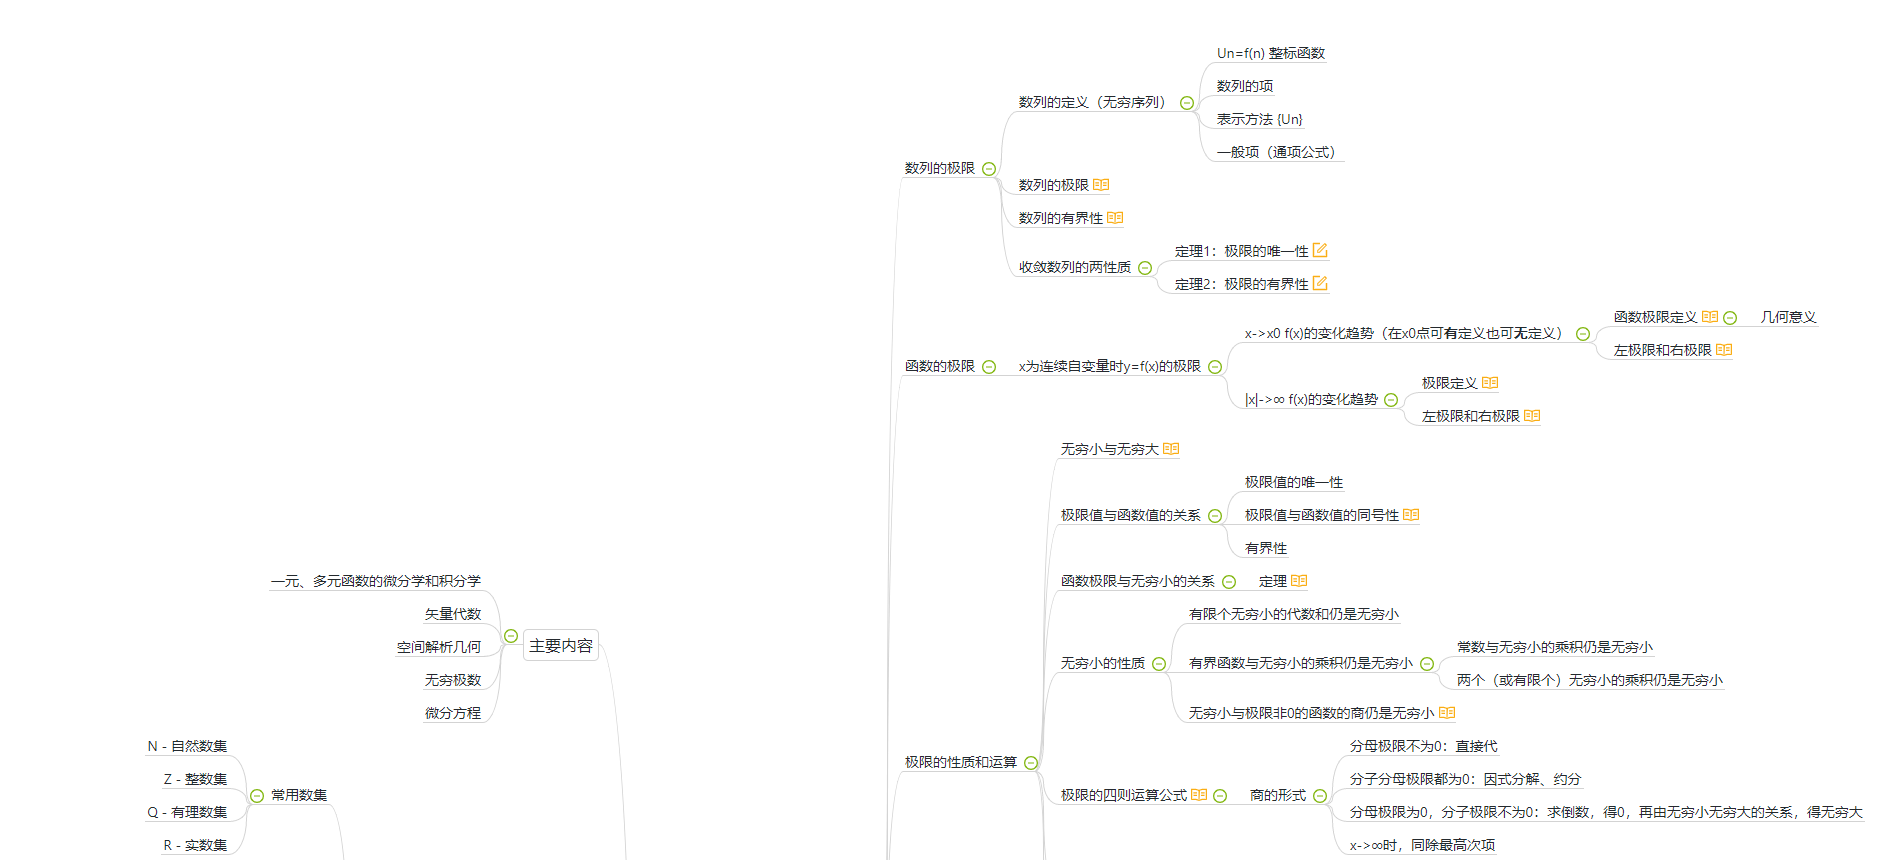 Un=f(n) 整标函数
数列的项
数列的定义（无穷序列）
表示方法 {Un}
一般项（通项公式）
数列的极限
数列的极限
数列的有界性
定理1：极限的唯一性
收敛数列的两性质
定理2：极限的有界性
函数极限定义
几何意义
x->x0 f(x)的变化趋势（在x0点可有定义也可无定义）
左极限和右极限
函数的极限
x为连续自变量时y=f(x)的极限
极限定义
|x|->∞ f(x)的变化趋势
左极限和右极限
无穷小与无穷大
极限值的唯一性
极限值与函数值的关系
极限值与函数值的同号性
有界性
函数极限与无穷小的关系
定理
有限个无穷小的代数和仍是无穷小
常数与无穷小的乘积仍是无穷小
无穷小的性质
有界函数与无穷小的乘积仍是无穷小
两个（或有限个）无穷小的乘积仍是无穷小
无穷小与极限非0的函数的商仍是无穷小
极限的性质和运算
分母极限不为0：直接代
分子分母极限都为0：因式分解、约分
极限的四则运算公式
商的形式
分母极限为0，分子极限不为0：求倒数，得0，再由无穷小无穷大的关系，得无穷大
x->∞时，同除最高次项
一元、多元函数的微分学和积分学
矢量代数
主要内容
空间解析几何
无穷极数
微分方程
N - 自然数集
Z - 整数集
常用数集
Q - 有理数集
R - 实数集